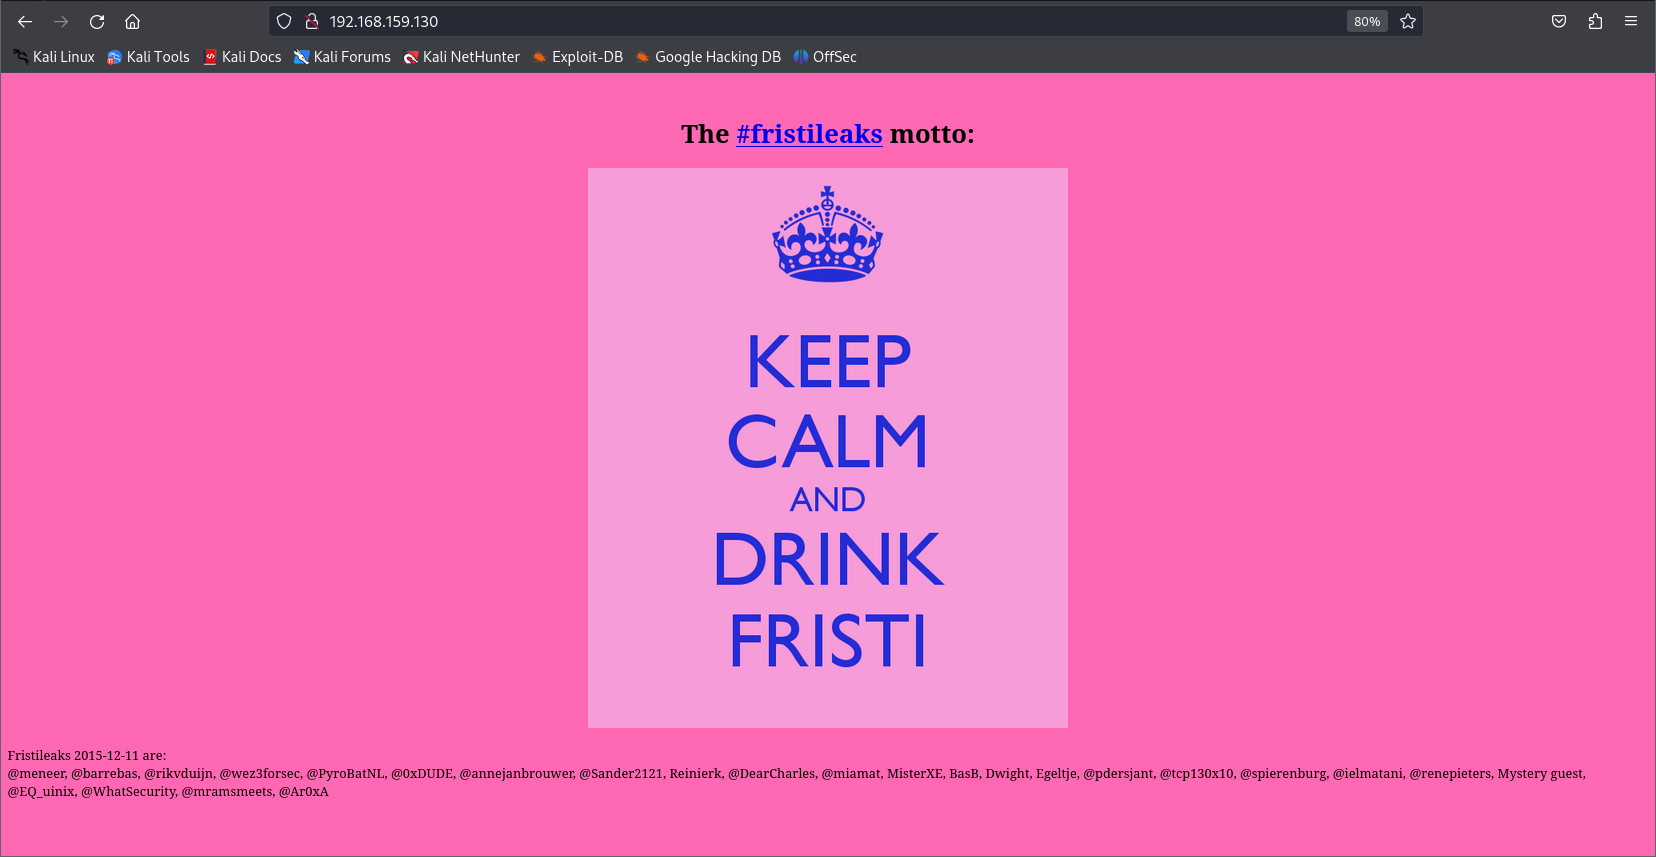 192.168.159.130
80%
Kali Linux Kali Tools Kali Docs Kali Forums Kali NetHunter Exploit-DB Google Hacking DB OffSec
The #fristileaks motto:
KEEP
CALM
AND
DRINK
FRISTI
Fristileaks 2015-12-11 are:
@meneer, @barrebas, @rikvduijn, @wez3forsec, @PyroBatNL, @0xDUDE, @annejanbrouwer, @Sander2121, Reinierk, @DearCharles, @miamat, MisterXE, BasB, Dwight, Egeltje, @pdersjant, @tcp130x10, @spierenburg, @ielmatani, @renepieters, Mystery guest,
@EQ_uinix, @WhatSecurity, @mramsmeets, @Ar0xA